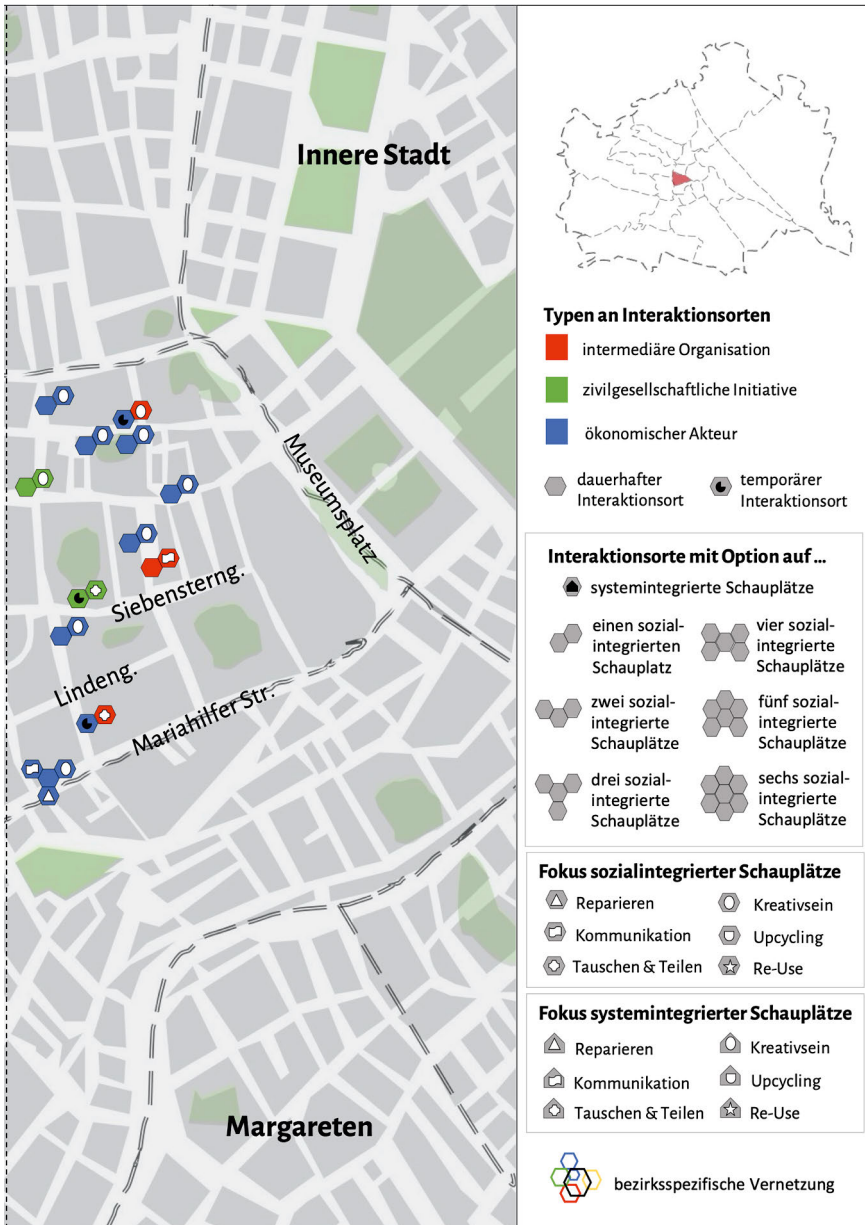 Innere Stadt
Museumsplatz
Siebensterng.
Lindeng.
Mariahilfer Str.
Margareten
Typen an Interaktionsorten
intermediäre Organisation
zivilgesellschaftliche Initiative
ökonomischer Akteur
dauerhafter
Interaktionsort
temporärer
Interaktionsort
Interaktionsorte mit Option auf ...
systemintegrierte Schauplätze
einen sozial-
integrierten
Schauplatz
vier sozial-
integrierte
Schauplätze
zwei sozial-
integrierte
Schauplätze
fünf sozial-
integrierte
Schauplätze
drei sozial-
integrierte
Schauplätze
sechs sozial-
integrierte
Schauplätze
Fokus sozialintegrierter Schauplätze
Reparieren
Kreativsein
Kommunikation
Upcycling
Tauschen & Teilen
Re-Use
Fokus systemintegrierter Schauplätze
Reparieren
Kreativsein
Kommunikation
Upcycling
Tauschen & Teilen
Re-Use
bezirksspezifische Vernetzung